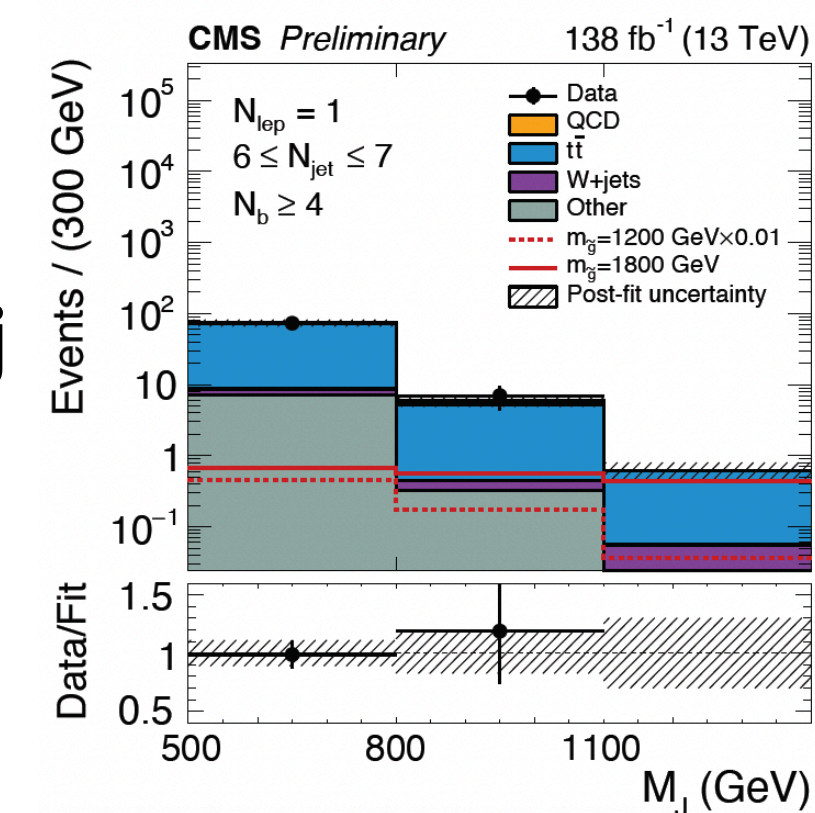 CMS Preliminary 138 fb⁻¹ (13 TeV)
Events / (300 GeV)
10⁵
10⁴
10³
10²
10
1
10⁻¹
N_lep = 1
6 ≤ N_jet ≤ 7
N_b ≥ 4
Data
QCD
tt̄
W+jets
Other
m_g̃=1200 GeV×0.01
m_g̃=1800 GeV
Post-fit uncertainty
Data/Fit
1.5
1
0.5
500 800 1100
M_J (GeV)